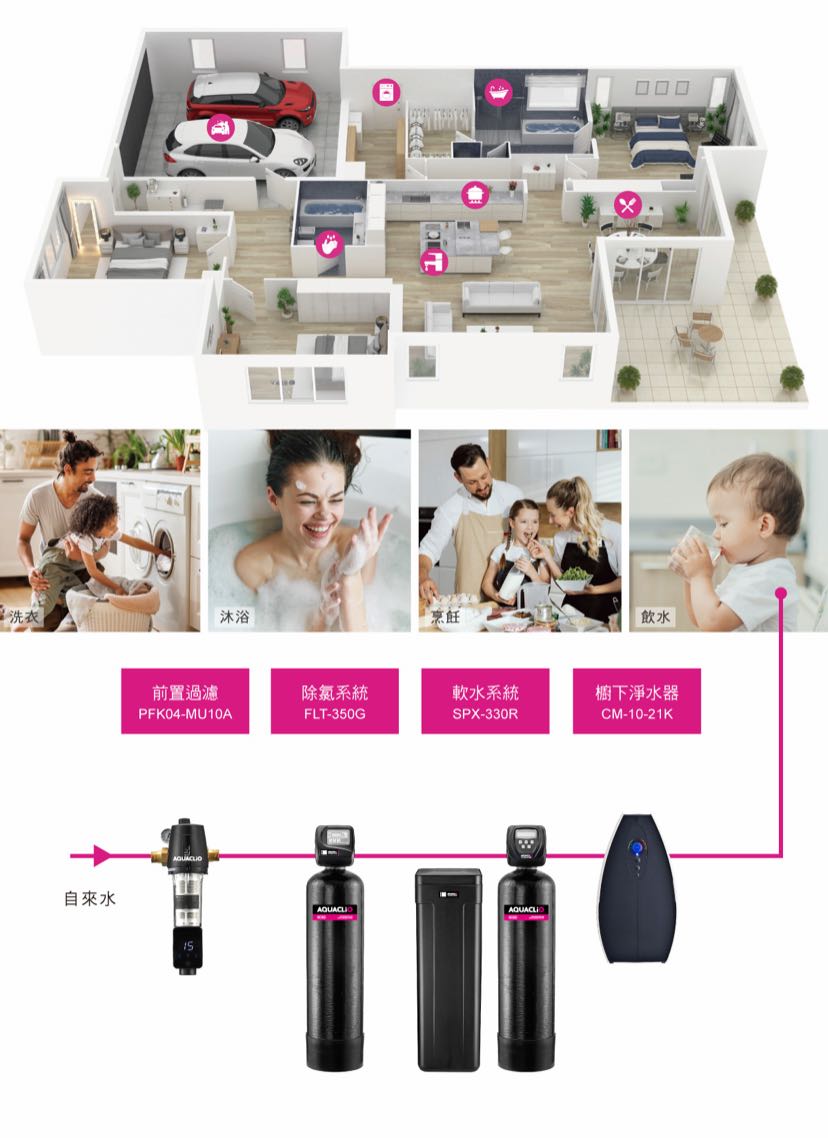 洗衣
沐浴
烹飪
飲水
前置過濾
PFK04-MU10A
除氯系統
FLT-350G
軟水系統
SPX-330R
櫥下淨水器
CM-10-21K
AQUACLiO
15
自來水
AQUACLiO
AQUACLiO